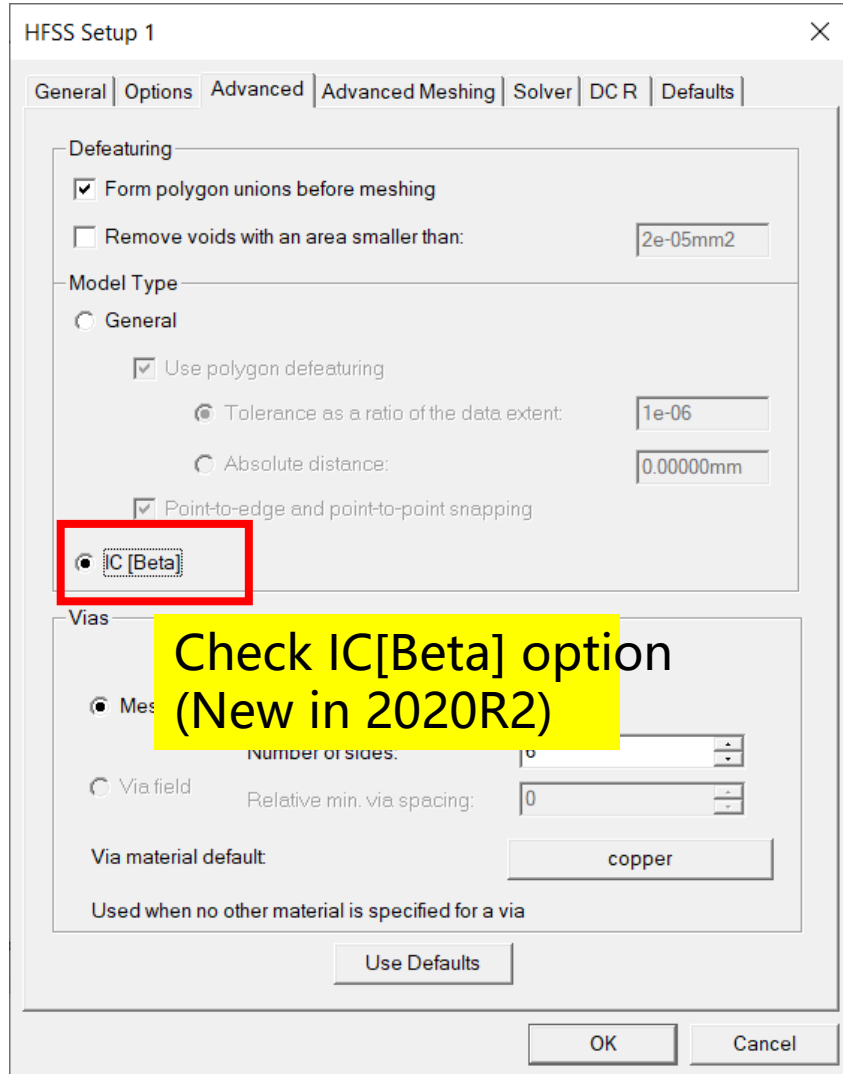 HFSS Setup 1
General Options Advanced Advanced Meshing Solver DC R Defaults
Defeaturing
Form polygon unions before meshing
Remove voids with an area smaller than: 2e-05mm2
Model Type
General
Use polygon defeaturing
Tolerance as a ratio of the data extent: 1e-06
Absolute distance: 0.00000mm
Point-to-edge and point-to-point snapping
IC [Beta]
Vias
Check IC[Beta] option
(New in 2020R2)
Mes
Number of sides: 6
Via field
Relative min. via spacing: 0
Via material default: copper
Used when no other material is specified for a via
Use Defaults
OK Cancel